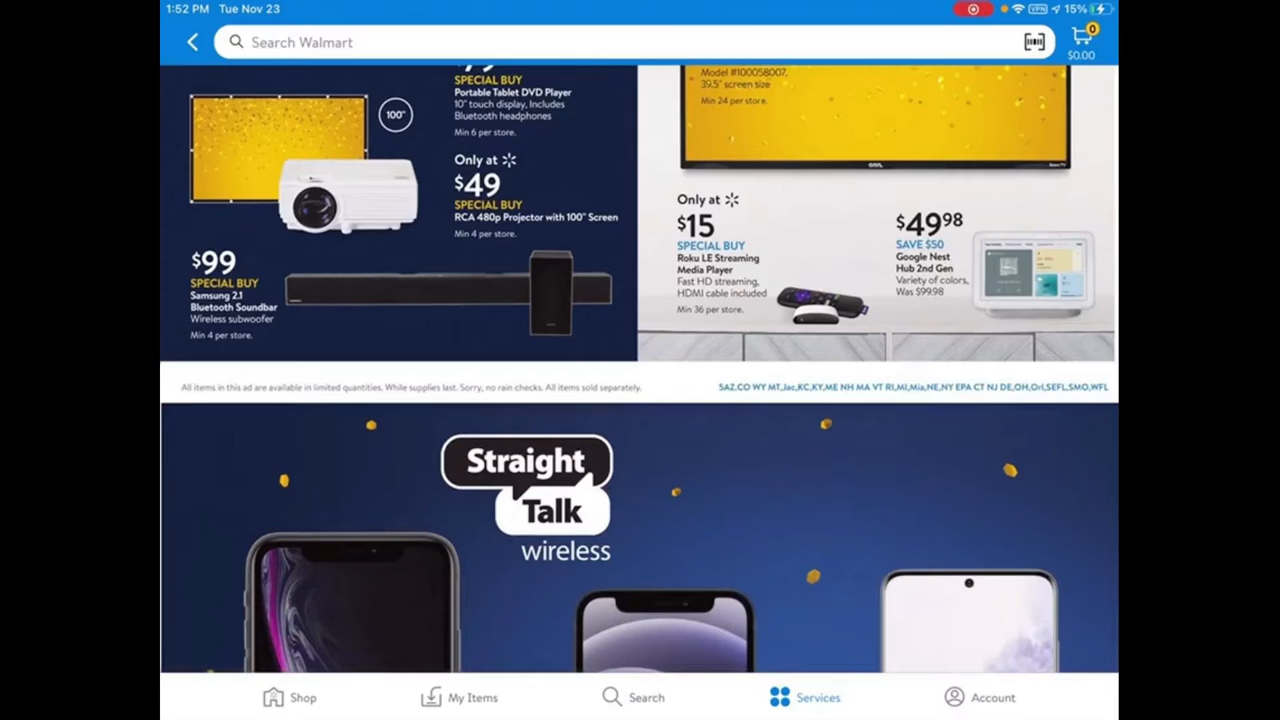 1:52 PM Tue Nov 23
VPN 15%
Search Walmart
0
$0.00
SPECIAL BUY
Portable Tablet DVD Player
10" touch display, Includes
Bluetooth headphones
Min 6 per store.
100"
Only at
$49
SPECIAL BUY
RCA 480p Projector with 100" Screen
Min 4 per store.
$99
SPECIAL BUY
Samsung 2.1
Bluetooth Soundbar
Wireless subwoofer
Min 4 per store.
Model #100058007,
39.5" screen size
Min 24 per store.
onn.
Only at
$15
SPECIAL BUY
Roku LE Streaming
Media Player
Fast HD streaming,
HDMI cable included
Min 36 per store.
$49.98
SAVE $50
Google Nest
Hub 2nd Gen
Variety of colors,
Was $99.98
All items in this ad are available in limited quantities. While supplies last. Sorry, no rain checks. All items sold separately.
SAZ,CO WY MT,Jac,KC,KY,ME NH MA VT RI,MI,Mia,NE,NY EPA CT NJ DE,OH,Orl,SEFL,SMO,WFL
Straight
Talk
wireless
Shop
My Items
Search
Services
Account